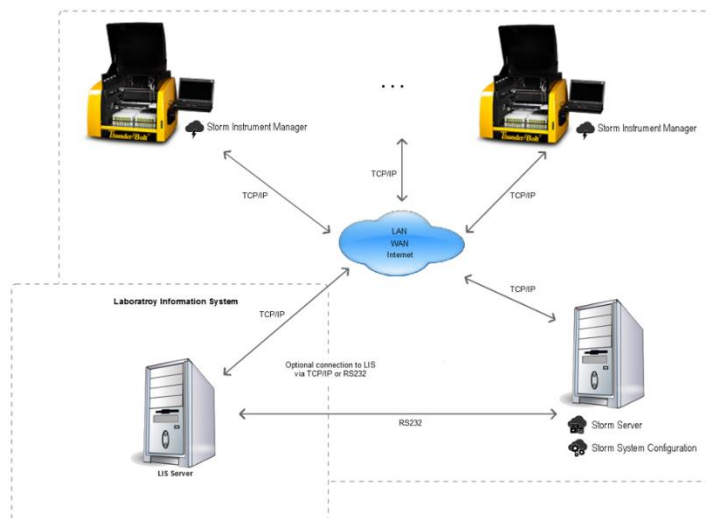 ...
ThunderBolt
Storm Instrument Manager
ThunderBolt
Storm Instrument Manager
TCP/IP
TCP/IP
TCP/IP
LAN
WAN
Internet
TCP/IP
Laboratroy Information System
TCP/IP
Optional connection to LIS
via TCP/IP or RS232
RS232
Storm Server
Storm System Configuration
LIS Server